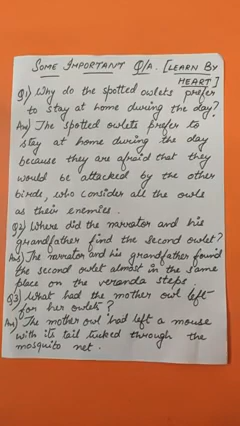 SOME IMPORTANT Q/A. [LEARN BY
HEART]
Q1) Why do the spotted owlets prefer
to stay at home during the day?
Ans) The spotted owlets prefer to
stay at home during the day
because they are afraid that they
would be attacked by the other
birds, who consider all the owls
as their enemies.
Q2) Where did the narrator and his
grandfather find the second owlet?
Ans) The narrator and his grandfather found
the second owlet almost in the same
place on the veranda steps.
Q3) What had the mother owl left
for her owlets?
Ans) The mother owl had left a mouse
with its tail tucked through the
mosquito net.